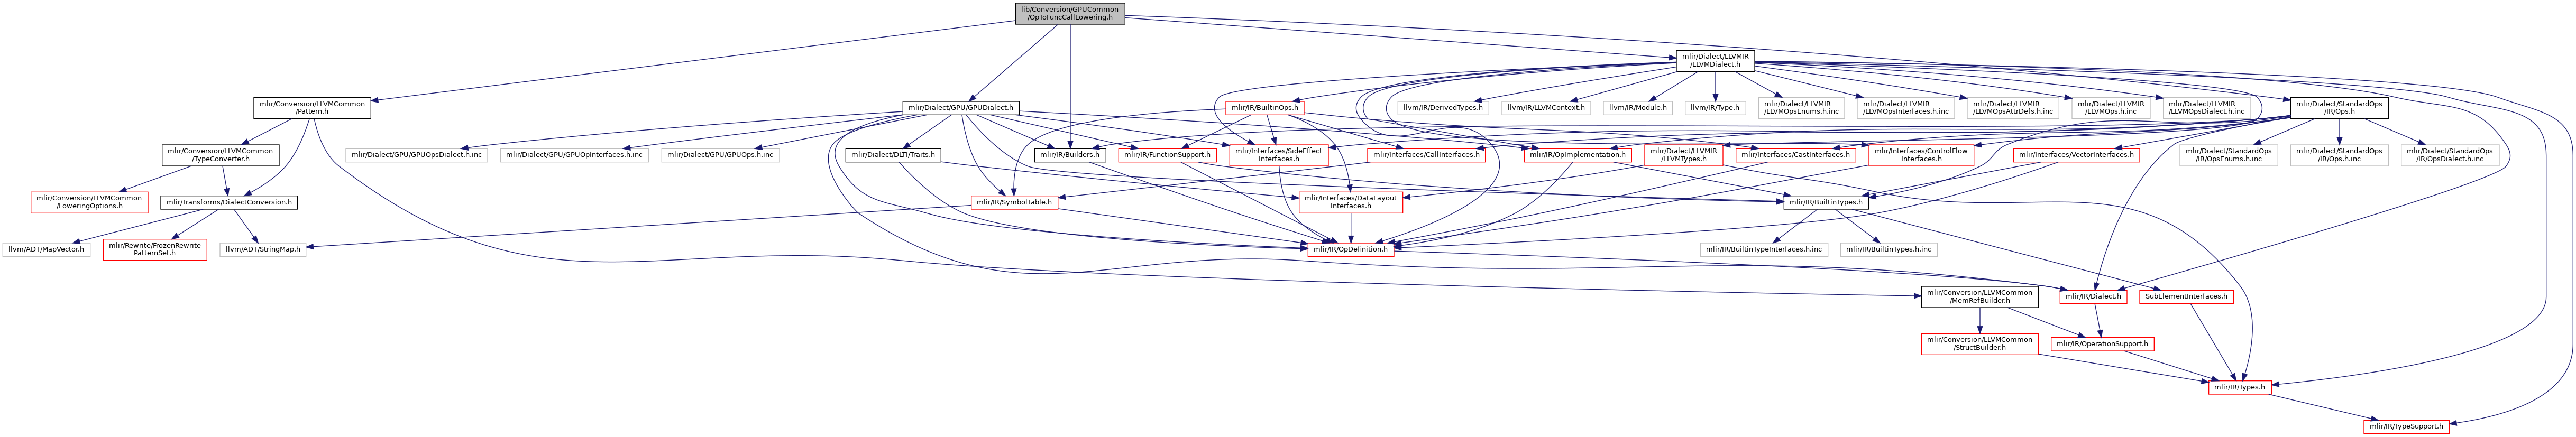 lib/Conversion/GPUCommon
/OpToFuncCallLowering.h
mlir/Dialect/LLVMIR
/LLVMDialect.h
mlir/Conversion/LLVMCommon
/Pattern.h
mlir/Dialect/GPU/GPUDialect.h
mlir/IR/BuiltinOps.h
llvm/IR/DerivedTypes.h
llvm/IR/LLVMContext.h
llvm/IR/Module.h
llvm/IR/Type.h
mlir/Dialect/LLVMIR
/LLVMOpsEnums.h.inc
mlir/Dialect/LLVMIR
/LLVMOpsInterfaces.h.inc
mlir/Dialect/LLVMIR
/LLVMOpsAttrDefs.h.inc
mlir/Dialect/LLVMIR
/LLVMOps.h.inc
mlir/Dialect/LLVMIR
/LLVMOpsDialect.h.inc
mlir/Dialect/StandardOps
/IR/Ops.h
mlir/Conversion/LLVMCommon
/TypeConverter.h
mlir/Dialect/GPU/GPUOpsDialect.h.inc
mlir/Dialect/GPU/GPUOpInterfaces.h.inc
mlir/Dialect/GPU/GPUOps.h.inc
mlir/Dialect/DLTI/Traits.h
mlir/IR/Builders.h
mlir/IR/FunctionSupport.h
mlir/Interfaces/SideEffect
Interfaces.h
mlir/Interfaces/CallInterfaces.h
mlir/IR/OpImplementation.h
mlir/Dialect/LLVMIR
/LLVMTypes.h
mlir/Interfaces/CastInterfaces.h
mlir/Interfaces/ControlFlow
Interfaces.h
mlir/Interfaces/VectorInterfaces.h
mlir/Dialect/StandardOps
/IR/OpsEnums.h.inc
mlir/Dialect/StandardOps
/IR/Ops.h.inc
mlir/Dialect/StandardOps
/IR/OpsDialect.h.inc
mlir/Conversion/LLVMCommon
/LoweringOptions.h
mlir/Transforms/DialectConversion.h
mlir/IR/SymbolTable.h
mlir/Interfaces/DataLayout
Interfaces.h
mlir/IR/BuiltinTypes.h
llvm/ADT/MapVector.h
mlir/Rewrite/FrozenRewrite
PatternSet.h
llvm/ADT/StringMap.h
mlir/IR/OpDefinition.h
mlir/IR/BuiltinTypeInterfaces.h.inc
mlir/IR/BuiltinTypes.h.inc
mlir/Conversion/LLVMCommon
/MemRefBuilder.h
mlir/IR/Dialect.h
SubElementInterfaces.h
mlir/Conversion/LLVMCommon
/StructBuilder.h
mlir/IR/OperationSupport.h
mlir/IR/Types.h
mlir/IR/TypeSupport.h